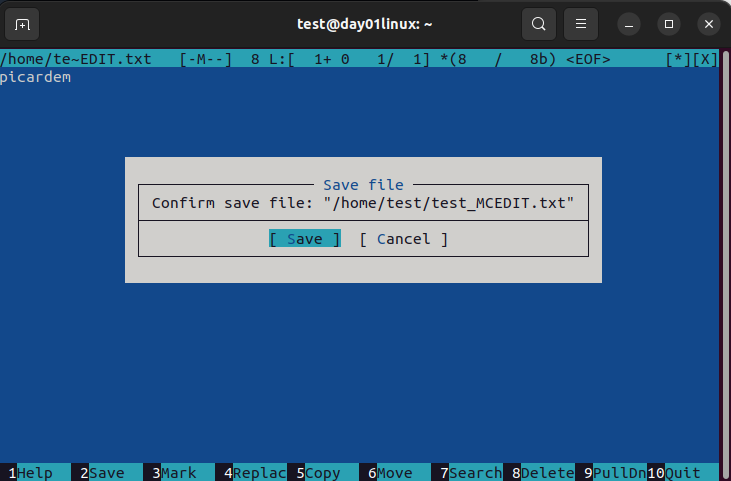 test@day01linux: ~
/home/te~EDIT.txt   [-M--]  8 L:[  1+ 0   1/  1] *(8   /   8b) <EOF>      [*][X]
picardem
Save file
Confirm save file: "/home/test/test_MCEDIT.txt"
[ Save ]  [ Cancel ]
1Help   2Save   3Mark   4Replac 5Copy   6Move   7Search 8Delete 9PullDn 10Quit